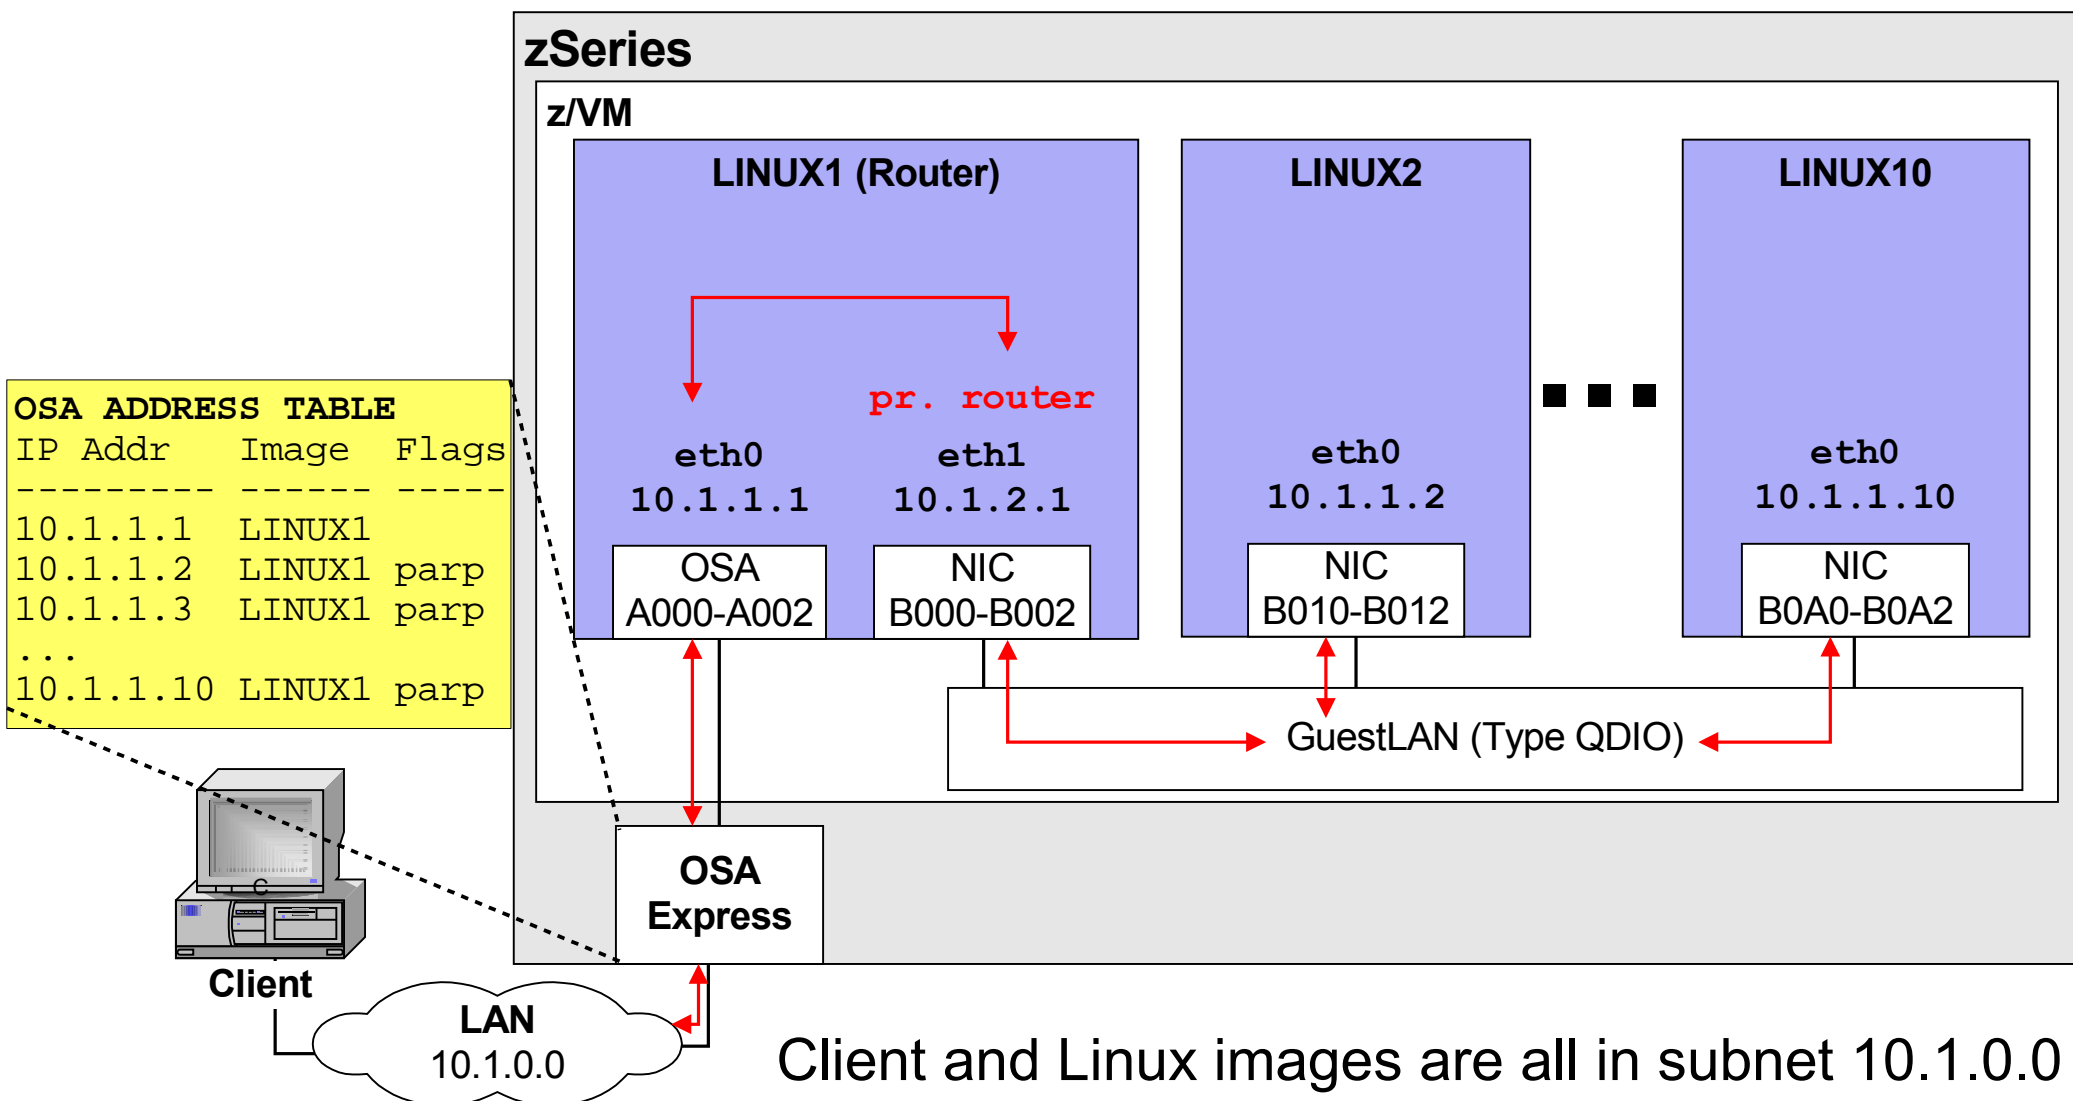 zSeries
z/VM
LINUX1 (Router)
LINUX2
LINUX10
pr. router
eth0
10.1.1.1
eth1
10.1.2.1
eth0
10.1.1.2
eth0
10.1.1.10
OSA
A000-A002
NIC
B000-B002
NIC
B010-B012
NIC
B0A0-B0A2
GuestLAN (Type QDIO)
OSA ADDRESS TABLE
IP Addr Image Flags
--------- ------ -----
10.1.1.1 LINUX1
10.1.1.2 LINUX1 parp
10.1.1.3 LINUX1 parp
...
10.1.1.10 LINUX1 parp
OSA
Express
C
Client
LAN
10.1.0.0
Client and Linux images are all in subnet 10.1.0.0